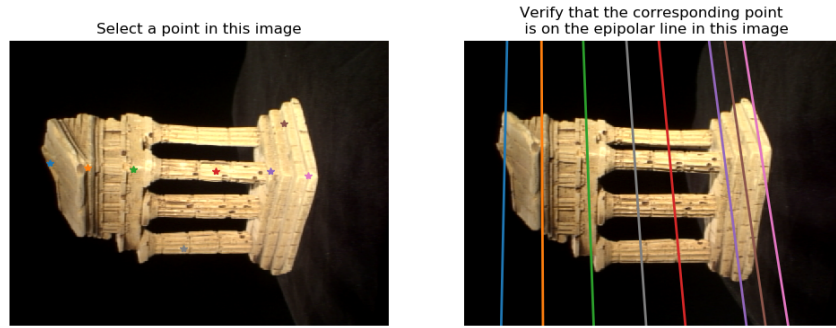 Select a point in this image
Verify that the corresponding point
is on the epipolar line in this image